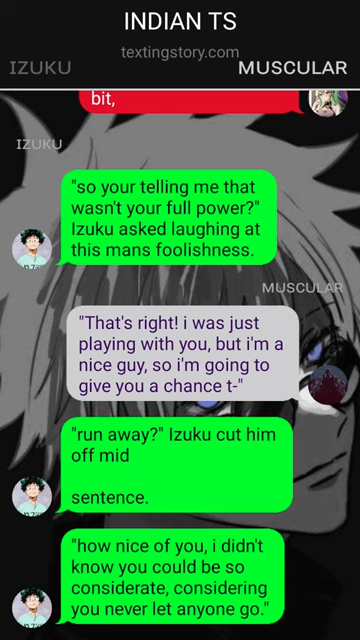 INDIAN TS
textingstory.com
IZUKU
MUSCULAR
bit,
IZUKU
"so your telling me that
wasn't your full power?"
Izuku asked laughing at
this mans foolishness.
MUSCULAR
"That's right! i was just
playing with you, but i'm a
nice guy, so i'm going to
give you a chance t-"
"run away?" Izuku cut him
off mid
sentence.
"how nice of you, i didn't
know you could be so
considerate, considering
you never let anyone go."